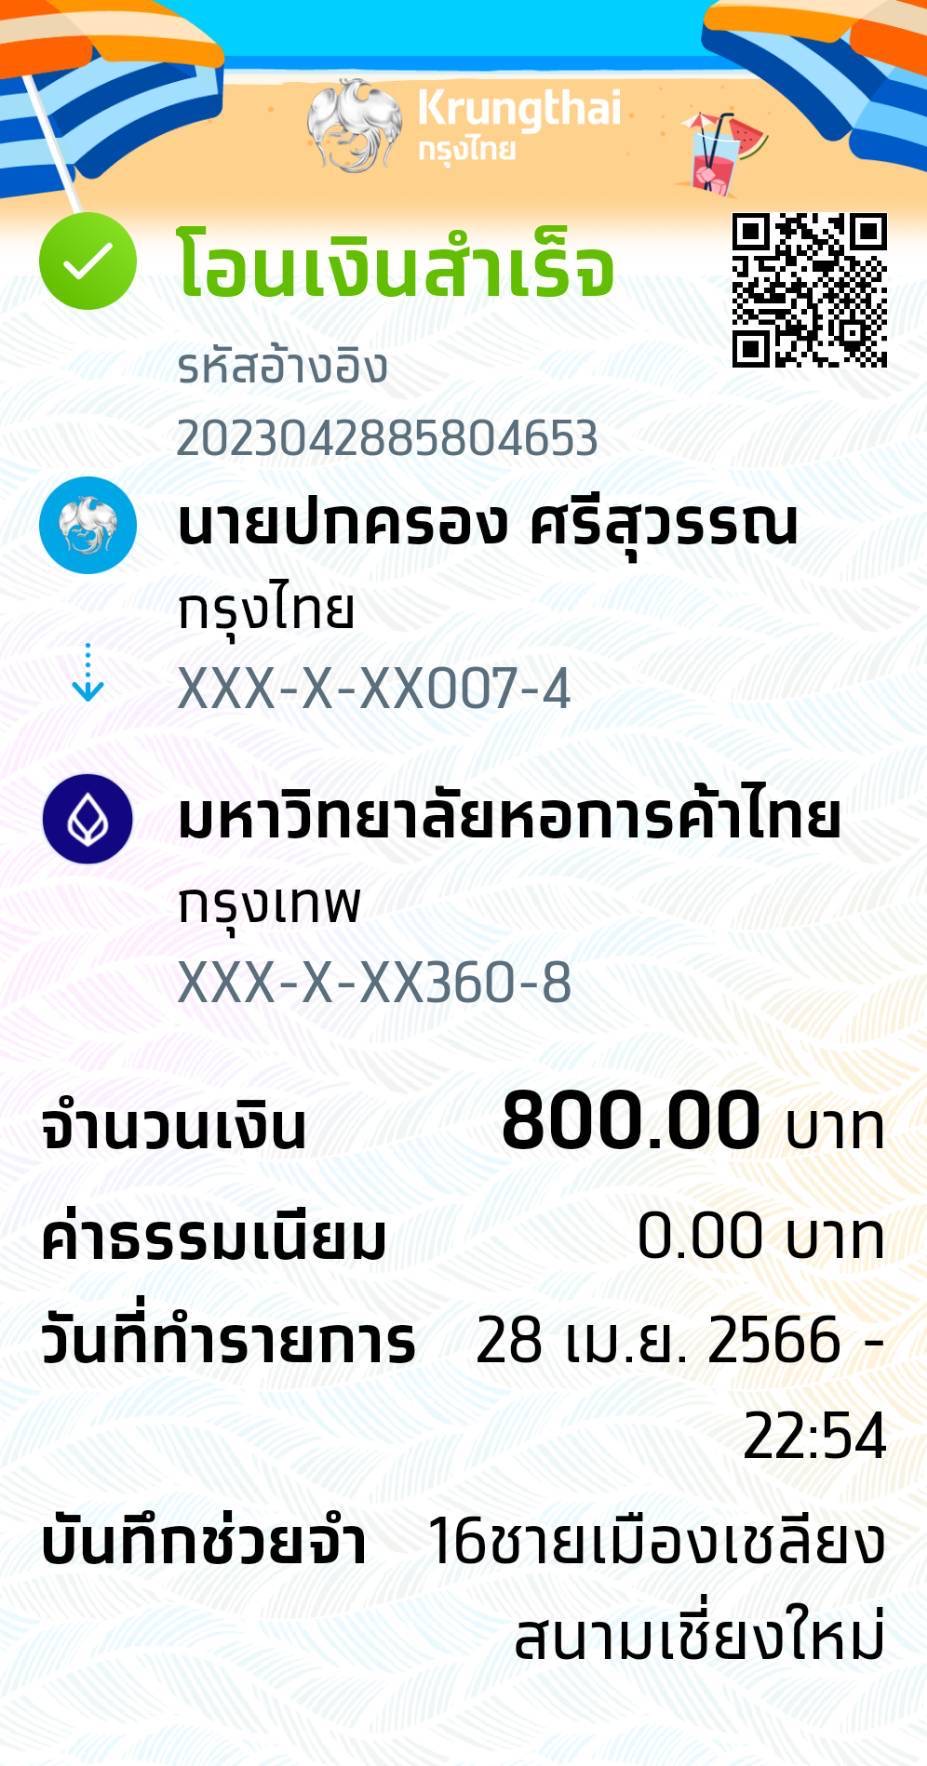 Krungthai
กรุงไทย
โอนเงินสำเร็จ
รหัสอ้างอิง
2023042885804653
นายปกครอง ศรีสุวรรณ
กรุงไทย
XXX-X-XX007-4
มหาวิทยาลัยหอการค้าไทย
กรุงเทพ
XXX-X-XX360-8
จำนวนเงิน 800.00 บาท
ค่าธรรมเนียม 0.00 บาท
วันที่ทำรายการ 28 เม.ย. 2566 -
22:54
บันทึกช่วยจำ 16ชายเมืองเชลียง
สนามเชี่ยงใหม่